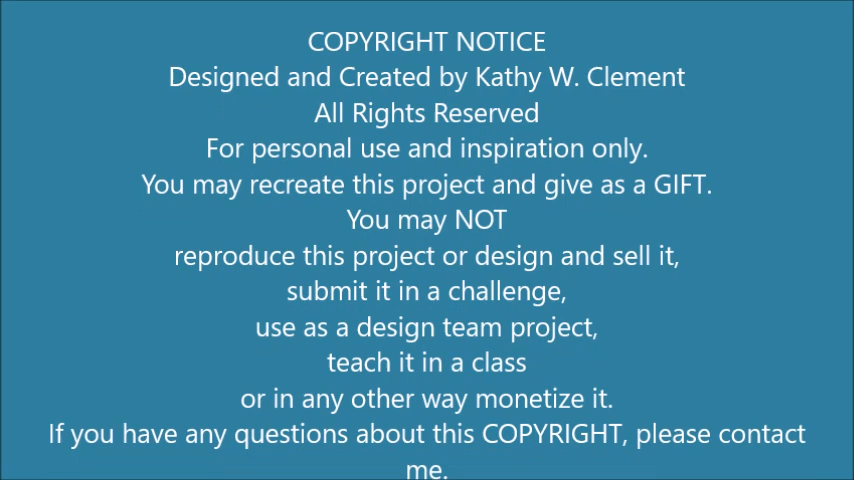 COPYRIGHT NOTICE
Designed and Created by Kathy W. Clement
All Rights Reserved
For personal use and inspiration only.
You may recreate this project and give as a GIFT.
You may NOT
reproduce this project or design and sell it,
submit it in a challenge,
use as a design team project,
teach it in a class
or in any other way monetize it.
If you have any questions about this COPYRIGHT, please contact
me.